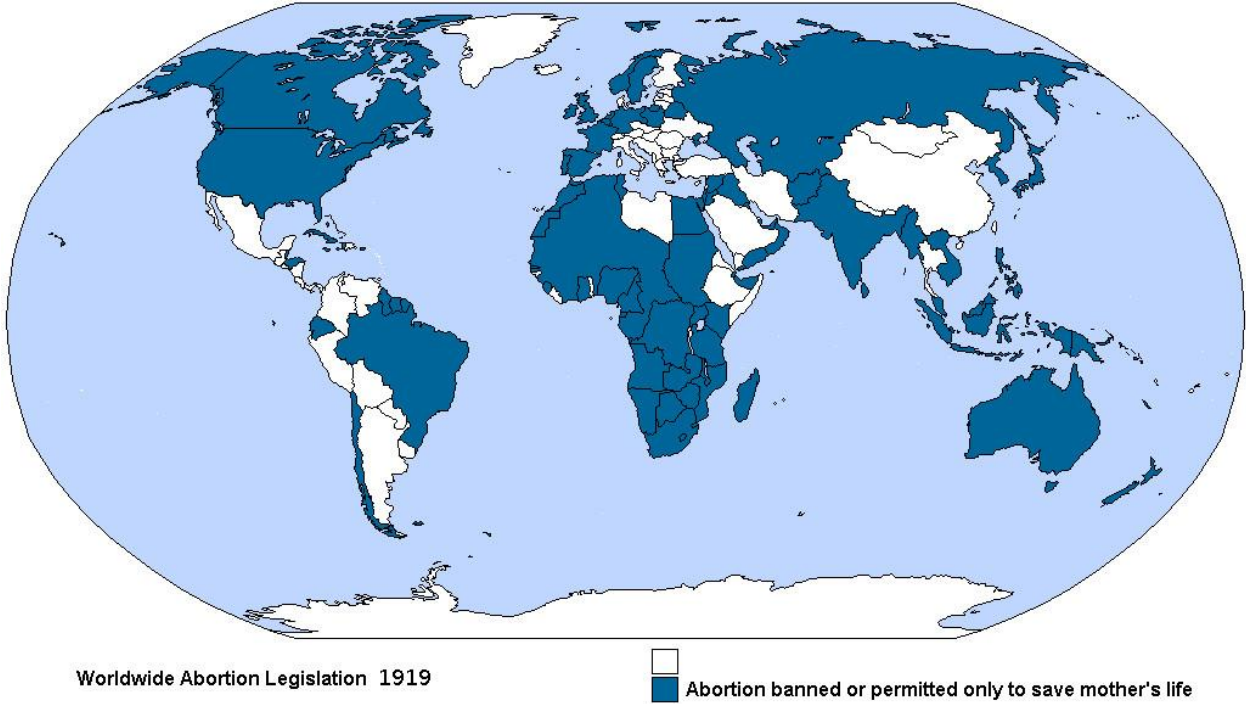 Worldwide Abortion Legislation 1919
Abortion banned or permitted only to save mother's life